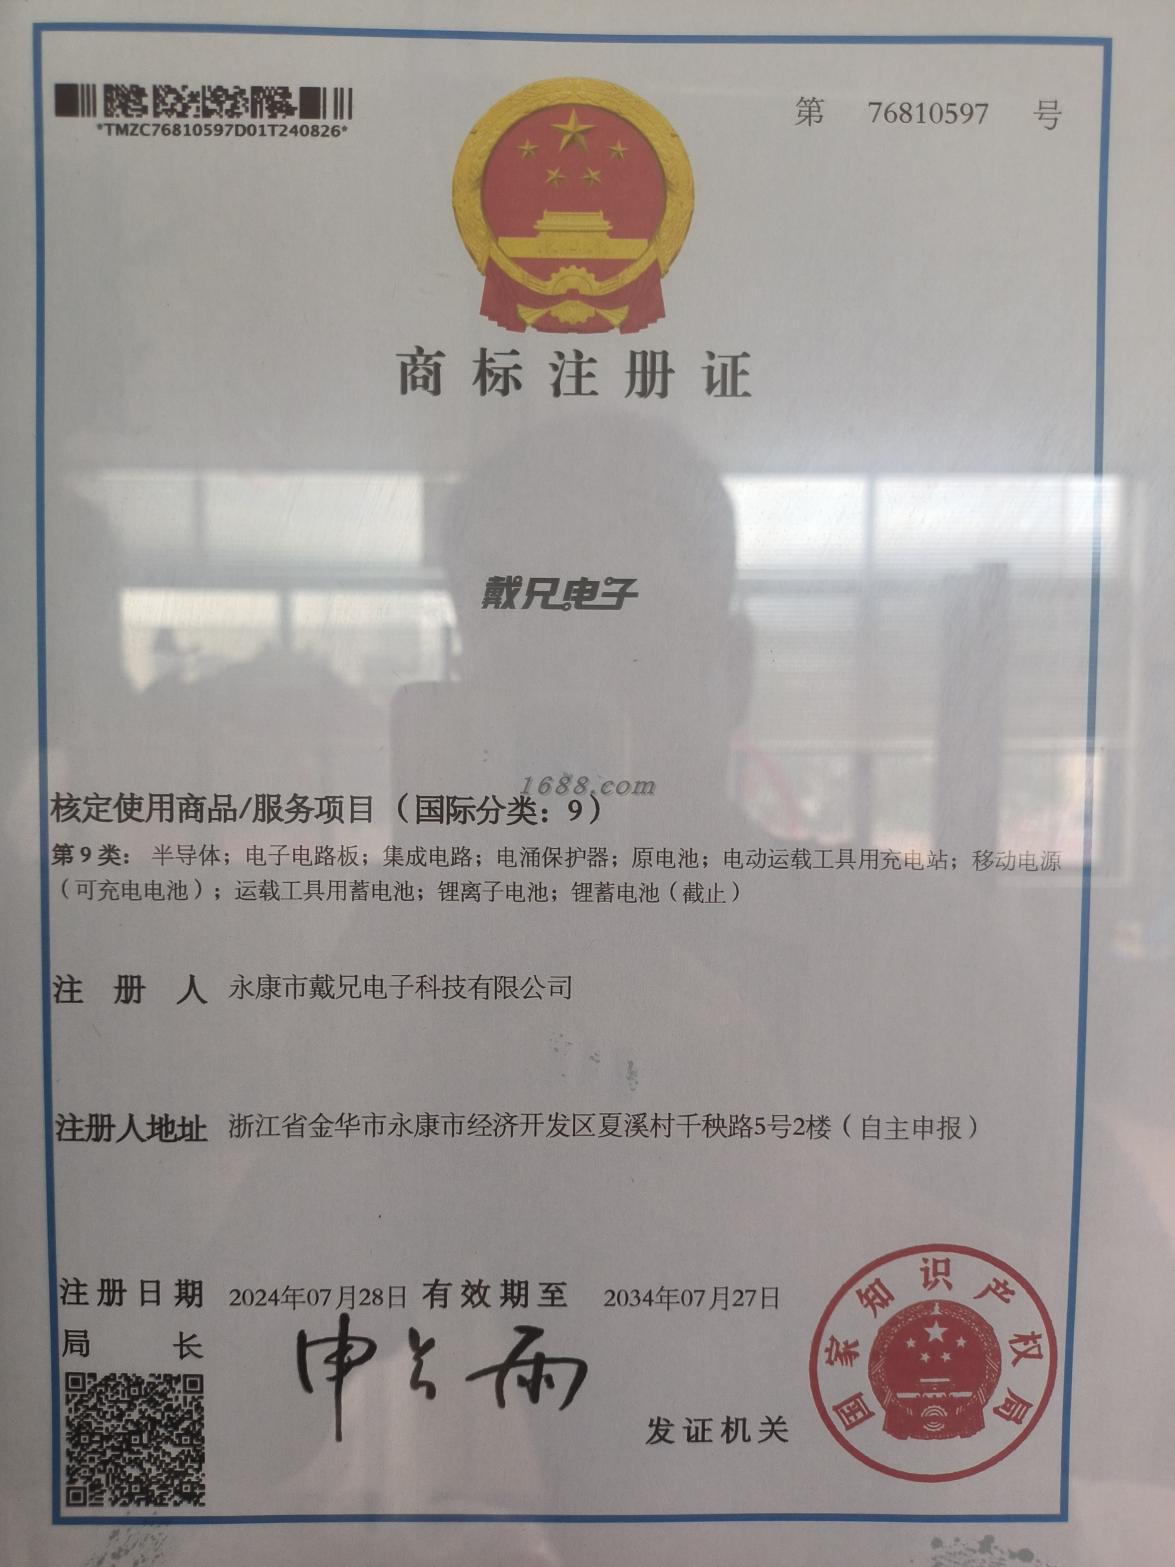 *TMZC76810597D01T240826*
第 76810597 号
商标注册证
戴兄电子
1688.com
核定使用商品/服务项目（国际分类：9）
第9类：半导体；电子电路板；集成电路；电涌保护器；原电池；电动运载工具用充电站；移动电源
（可充电电池）；运载工具用蓄电池；锂离子电池；锂蓄电池（截止）
注册人 永康市戴兄电子科技有限公司
注册人地址 浙江省金华市永康市经济开发区夏溪村千秧路5号2楼（自主申报）
注册日期 2024年07月28日 有效期至 2034年07月27日
局长 申长雨
发证机关
国家知识产权局